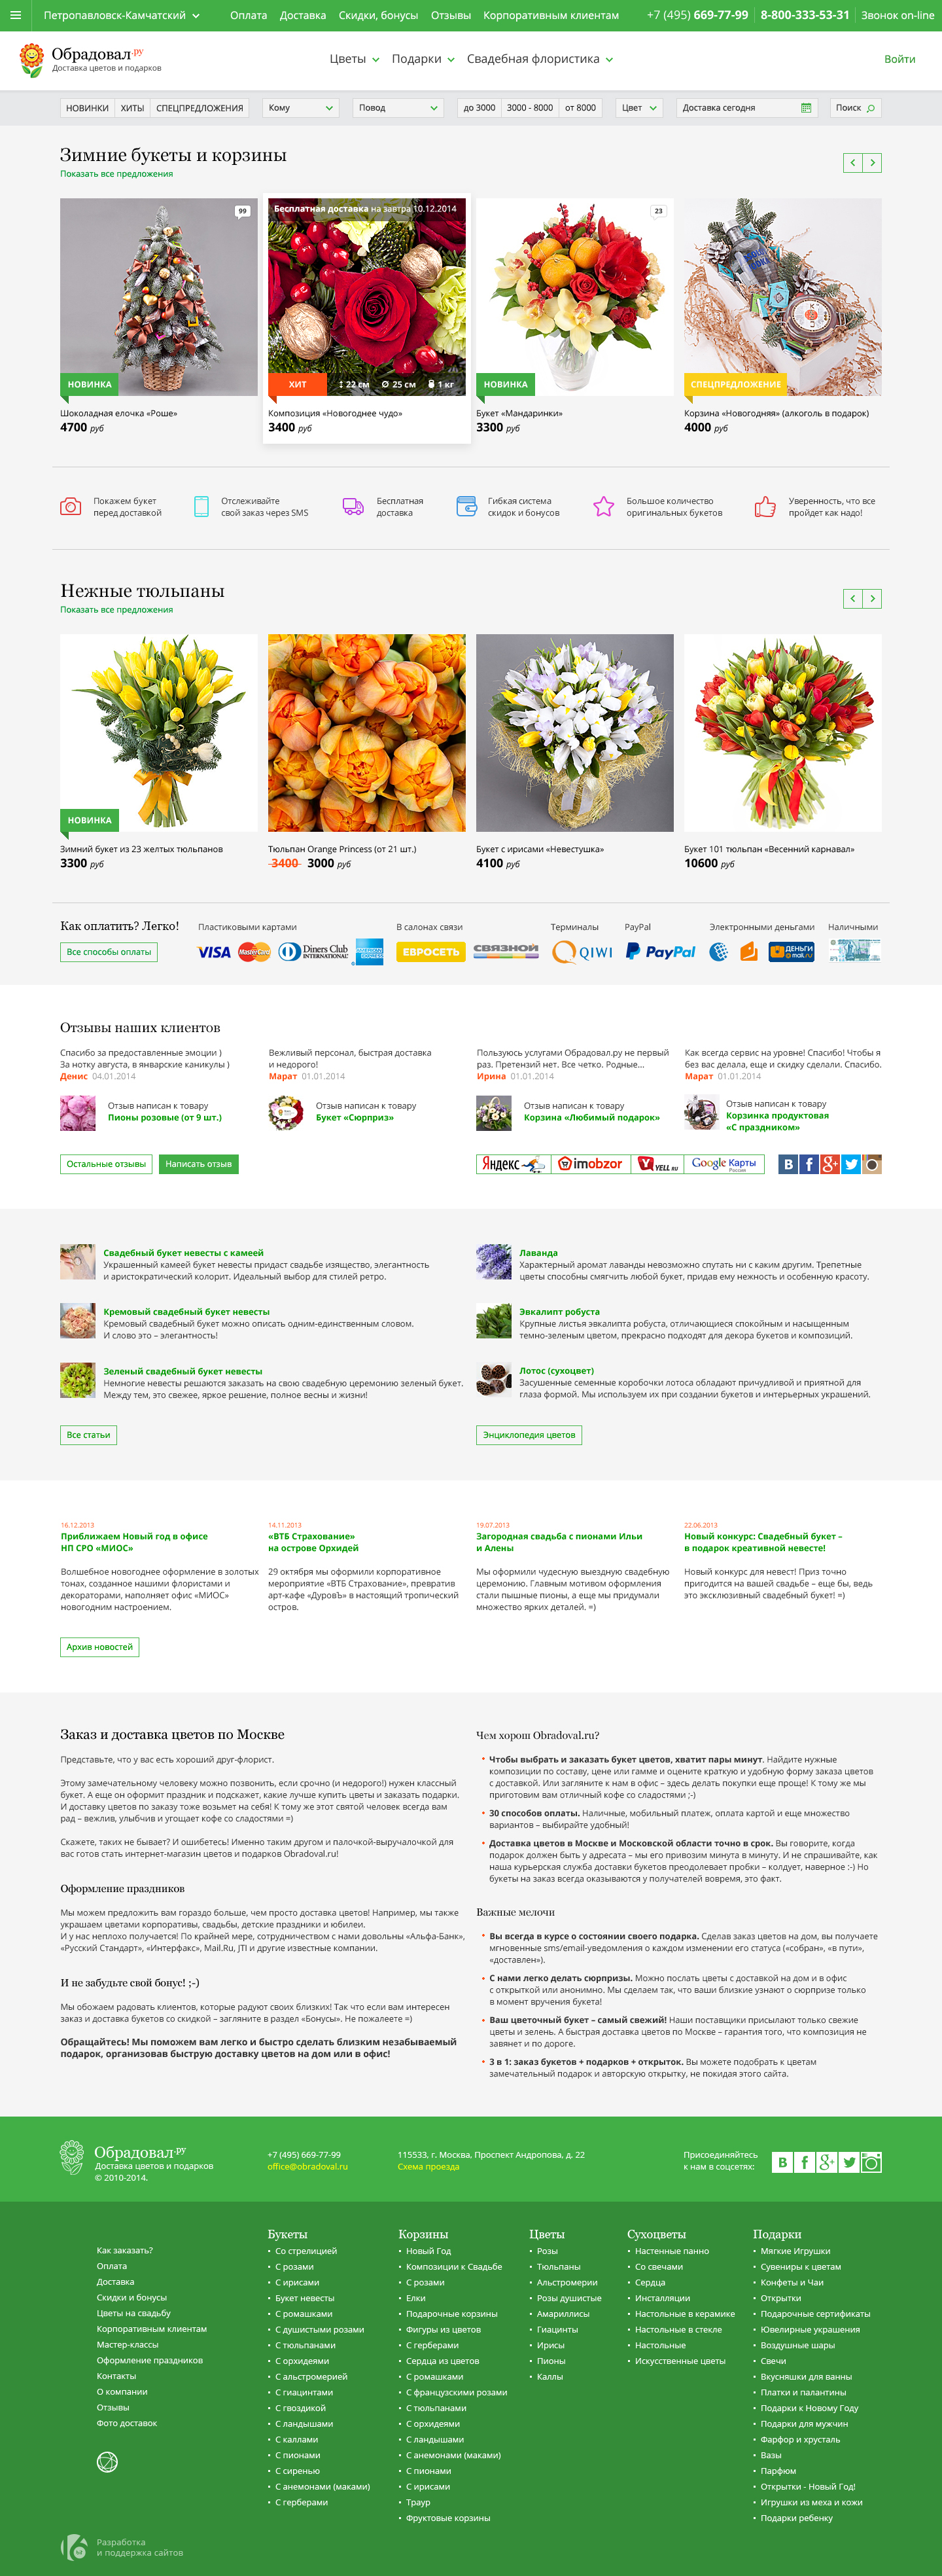 Петропавловск-Камчатский
Оплата Доставка Скидки, бонусы Отзывы Корпоративным клиентам
+7 (495) 669-77-99 8-800-333-53-31 Звонок on-line
Обрадовал.ру
Доставка цветов и подарков
Цветы Подарки Свадебная флористика
Войти
НОВИНКИ ХИТЫ СПЕЦПРЕДЛОЖЕНИЯ Кому Повод до 3000 3000 - 8000 от 8000 Цвет Доставка сегодня Поиск
Зимние букеты и корзины
Показать все предложения
99
НОВИНКА
Шоколадная елочка «Роше»
4700 руб
Бесплатная доставка на завтра 10.12.2014
ХИТ 22 см 25 см 1 кг
Композиция «Новогоднее чудо»
3400 руб
23
НОВИНКА
Букет «Мандаринки»
3300 руб
СПЕЦПРЕДЛОЖЕНИЕ
Корзина «Новогодняя» (алкоголь в подарок)
4000 руб
Покажем букет
перед доставкой
Отслеживайте
свой заказ через SMS
Бесплатная
доставка
Гибкая система
скидок и бонусов
Большое количество
оригинальных букетов
Уверенность, что все
пройдет как надо!
Нежные тюльпаны
Показать все предложения
НОВИНКА
Зимний букет из 23 желтых тюльпанов
3300 руб
Тюльпан Orange Princess (от 21 шт.)
3400 3000 руб
Букет с ирисами «Невестушка»
4100 руб
Букет 101 тюльпан «Весенний карнавал»
10600 руб
Как оплатить? Легко!
Все способы оплаты
Пластиковыми картами
VISA MasterCard Diners Club INTERNATIONAL AMERICAN EXPRESS
В салонах связи
ЕВРОСЕТЬ СВЯЗНОЙ
Терминалы
QIWI
PayPal
PayPal
Электронными деньгами
ДЕНЬГИ @mail.ru
Наличными
Отзывы наших клиентов
Спасибо за предоставленные эмоции )
За нотку августа, в январские каникулы )
Денис 04.01.2014
Отзыв написан к товару
Пионы розовые (от 9 шт.)
Вежливый персонал, быстрая доставка
и недорого!
Марат 01.01.2014
Отзыв написан к товару
Букет «Сюрприз»
Пользуюсь услугами Обрадовал.ру не первый
раз. Претензий нет. Все четко. Родные...
Ирина 01.01.2014
Отзыв написан к товару
Корзина «Любимый подарок»
Как всегда сервис на уровне! Спасибо! Чтобы я
без вас делала, еще и скидку сделали. Спасибо.
Марат 01.01.2014
Отзыв написан к товару
Корзинка продуктовая
«С праздником»
Остальные отзывы Написать отзыв
Яндекс imobzor YELL.ru Google Карты Россия
Свадебный букет невесты с камеей
Украшенный камеей букет невесты придаст свадьбе изящество, элегантность
и аристократический колорит. Идеальный выбор для стилей ретро.
Кремовый свадебный букет невесты
Кремовый свадебный букет можно описать одним-единственным словом.
И слово это – элегантность!
Зеленый свадебный букет невесты
Немногие невесты решаются заказать на свою свадебную церемонию зеленый букет.
Между тем, это свежее, яркое решение, полное весны и жизни!
Все статьи
Лаванда
Характерный аромат лаванды невозможно спутать ни с каким другим. Трепетные
цветы способны смягчить любой букет, придав ему нежность и особенную красоту.
Эвкалипт робуста
Крупные листья эвкалипта робуста, отличающиеся спокойным и насыщенным
темно-зеленым цветом, прекрасно подходят для декора букетов и композиций.
Лотос (сухоцвет)
Засушенные семенные коробочки лотоса обладают причудливой и приятной для
глаза формой. Мы используем их при создании букетов и интерьерных украшений.
Энциклопедия цветов
16.12.2013
Приближаем Новый год в офисе
НП СРО «МИОС»
Волшебное новогоднее оформление в золотых
тонах, созданное нашими флористами и
декораторами, наполняет офис «МИОС»
новогодним настроением.
14.11.2013
«ВТБ Страхование»
на острове Орхидей
29 октября мы оформили корпоративное
мероприятие «ВТБ Страхование», превратив
арт-кафе «Дуровъ» в настоящий тропический
остров.
19.07.2013
Загородная свадьба с пионами Ильи
и Алены
Мы оформили чудесную выездную свадебную
церемонию. Главным мотивом оформления
стали пышные пионы, а еще мы придумали
множество ярких деталей. =)
22.06.2013
Новый конкурс: Свадебный букет –
в подарок креативной невесте!
Новый конкурс для невест! Приз точно
пригодится на вашей свадьбе – еще бы, ведь
это эксклюзивный свадебный букет! =)
Архив новостей
Заказ и доставка цветов по Москве
Представьте, что у вас есть хороший друг-флорист.
Этому замечательному человеку можно позвонить, если срочно (и недорого!) нужен классный
букет. А еще он оформит праздник и подскажет, какие лучше купить цветы и заказать подарки.
И доставку цветов по заказу тоже возьмет на себя! К тому же этот святой человек всегда вам
рад – вежлив, улыбчив и угощает кофе со сладостями =)
Скажете, таких не бывает? И ошибетесь! Именно таким другом и палочкой-выручалочкой для
вас готов стать интернет-магазин цветов и подарков Obradoval.ru!
Оформление праздников
Мы можем предложить вам гораздо больше, чем просто доставка цветов! Например, мы также
украшаем цветами корпоративы, свадьбы, детские праздники и юбилеи.
И у нас неплохо получается! По крайней мере, сотрудничеством с нами довольны «Альфа-Банк»,
«Русский Стандарт», «Интерфакс», Mail.Ru, JTI и другие известные компании.
И не забудьте свой бонус! ;-)
Мы обожаем радовать клиентов, которые радуют своих близких! Так что если вам интересен
заказ и доставка букетов со скидкой – загляните в раздел «Бонусы». Не пожалеете =)
Обращайтесь! Мы поможем вам легко и быстро сделать близким незабываемый
подарок, организовав быструю доставку цветов на дом или в офис!
Чем хорош Obradoval.ru?
Чтобы выбрать и заказать букет цветов, хватит пары минут. Найдите нужные
композиции по составу, цене или гамме и оцените краткую и удобную форму заказа цветов
с доставкой. Или загляните к нам в офис – здесь делать покупки еще проще! К тому же мы
приготовим вам отличный кофе со сладостями ;-)
30 способов оплаты. Наличные, мобильный платеж, оплата картой и еще множество
вариантов – выбирайте удобный!
Доставка цветов в Москве и Московской области точно в срок. Вы говорите, когда
подарок должен быть у адресата – мы его привозим минута в минуту. И не спрашивайте, как
наша курьерская служба доставки букетов преодолевает пробки – колдует, наверное :-) Но
букеты на заказ всегда оказываются у получателей вовремя, это факт.
Важные мелочи
Вы всегда в курсе о состоянии своего подарка. Сделав заказ цветов на дом, вы получаете
мгновенные sms/email-уведомления о каждом изменении его статуса («собран», «в пути»,
«доставлен»).
С нами легко делать сюрпризы. Можно послать цветы с доставкой на дом и в офис
с открыткой или анонимно. Мы сделаем так, что ваши близкие узнают о сюрпризе только
в момент вручения букета!
Ваш цветочный букет – самый свежий! Наши поставщики присылают только свежие
цветы и зелень. А быстрая доставка цветов по Москве – гарантия того, что композиция не
завянет и по дороге.
3 в 1: заказ букетов + подарков + открыток. Вы можете подобрать к цветам
замечательный подарок и авторскую открытку, не покидая этого сайта.
Обрадовал.ру
Доставка цветов и подарков
© 2010-2014.
+7 (495) 669-77-99
office@obradoval.ru
115533, г. Москва, Проспект Андропова, д. 22
Схема проезда
Присоединяйтесь
к нам в соцсетях:
Как заказать?
Оплата
Доставка
Скидки и бонусы
Цветы на свадьбу
Корпоративным клиентам
Мастер-классы
Оформление праздников
Контакты
О компании
Отзывы
Фото доставок
Букеты
Со стрелицией
С розами
С ирисами
Букет невесты
С ромашками
С душистыми розами
С тюльпанами
С орхидеями
С альстромерией
С гиацинтами
С гвоздикой
С ландышами
С каллами
С пионами
С сиренью
С анемонами (маками)
С герберами
Корзины
Новый Год
Композиции к Свадьбе
С розами
Елки
Подарочные корзины
Фигуры из цветов
С герберами
Сердца из цветов
С ромашками
С французскими розами
С тюльпанами
С орхидеями
С ландышами
С анемонами (маками)
С пионами
С ирисами
Траур
Фруктовые корзины
Цветы
Розы
Тюльпаны
Альстромерии
Розы душистые
Амариллисы
Гиацинты
Ирисы
Пионы
Каллы
Сухоцветы
Настенные панно
Со свечами
Сердца
Инсталляции
Настольные в керамике
Настольные в стекле
Настольные
Искусственные цветы
Подарки
Мягкие Игрушки
Сувениры к цветам
Конфеты и Чаи
Открытки
Подарочные сертификаты
Ювелирные украшения
Воздушные шары
Свечи
Вкусняшки для ванны
Платки и палантины
Подарки к Новому Году
Подарки для мужчин
Фарфор и хрусталь
Вазы
Парфюм
Открытки - Новый Год!
Игрушки из меха и кожи
Подарки ребенку
Разработка
и поддержка сайтов